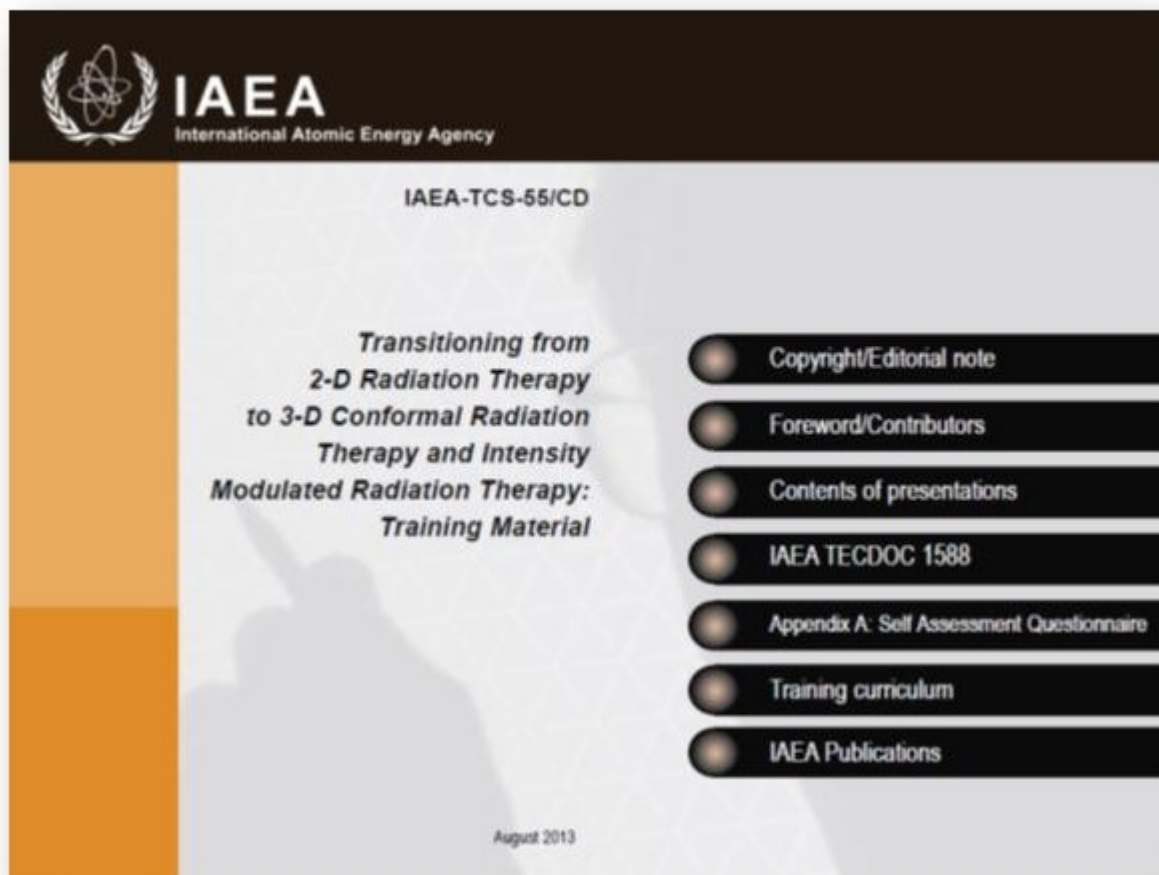 IAEA
International Atomic Energy Agency
IAEA-TCS-55/CD
Transitioning from
2-D Radiation Therapy
to 3-D Conformal Radiation
Therapy and Intensity
Modulated Radiation Therapy:
Training Material
August 2013
Copyright/Editorial note
Foreword/Contributors
Contents of presentations
IAEA TECDOC 1588
Appendix A: Self Assessment Questionnaire
Training curriculum
IAEA Publications